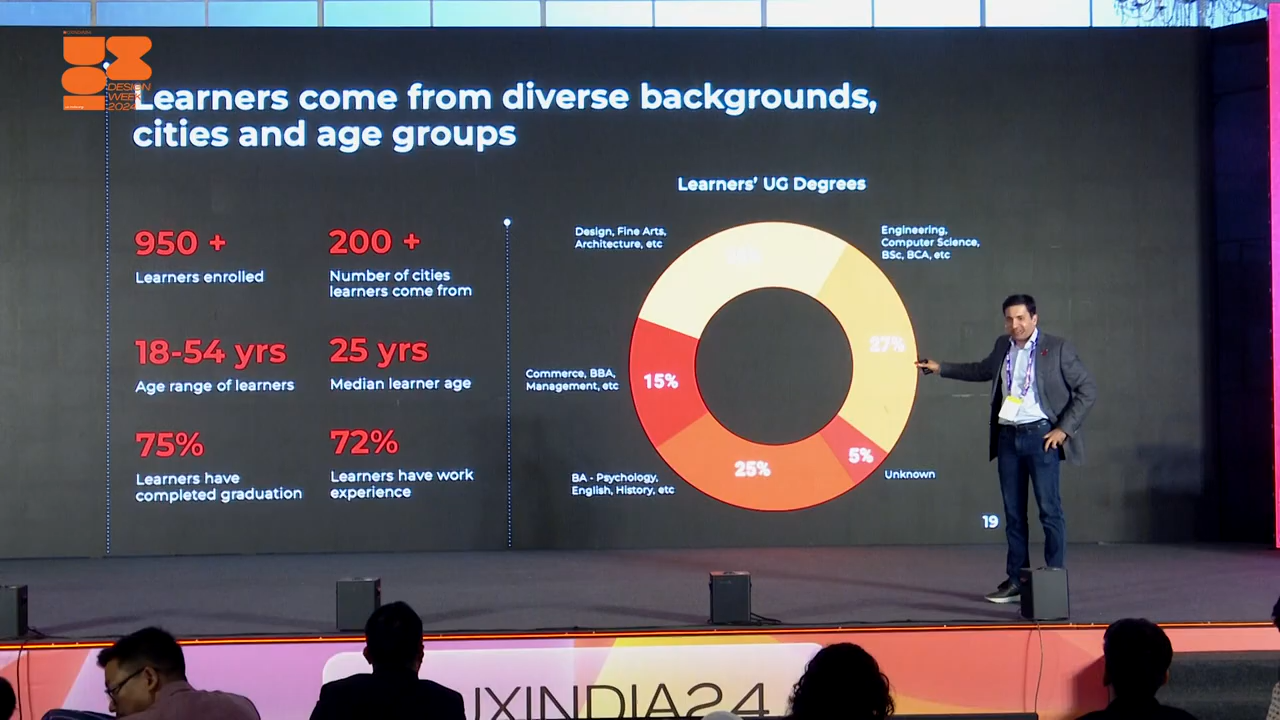 DESIGN
WEEK
2024
Learners come from diverse backgrounds,
cities and age groups
950 +
Learners enrolled
200 +
Number of cities
learners come from
18-54 yrs
Age range of learners
25 yrs
Median learner age
75%
Learners have
completed graduation
72%
Learners have work
experience
Learners’ UG Degrees
Design, Fine Arts,
Architecture, etc
Engineering,
Computer Science,
BSc, BCA, etc
27%
Commerce, BBA,
Management, etc
15%
25%
5%
BA - Psychology,
English, History, etc
Unknown
19
UXINDIA24